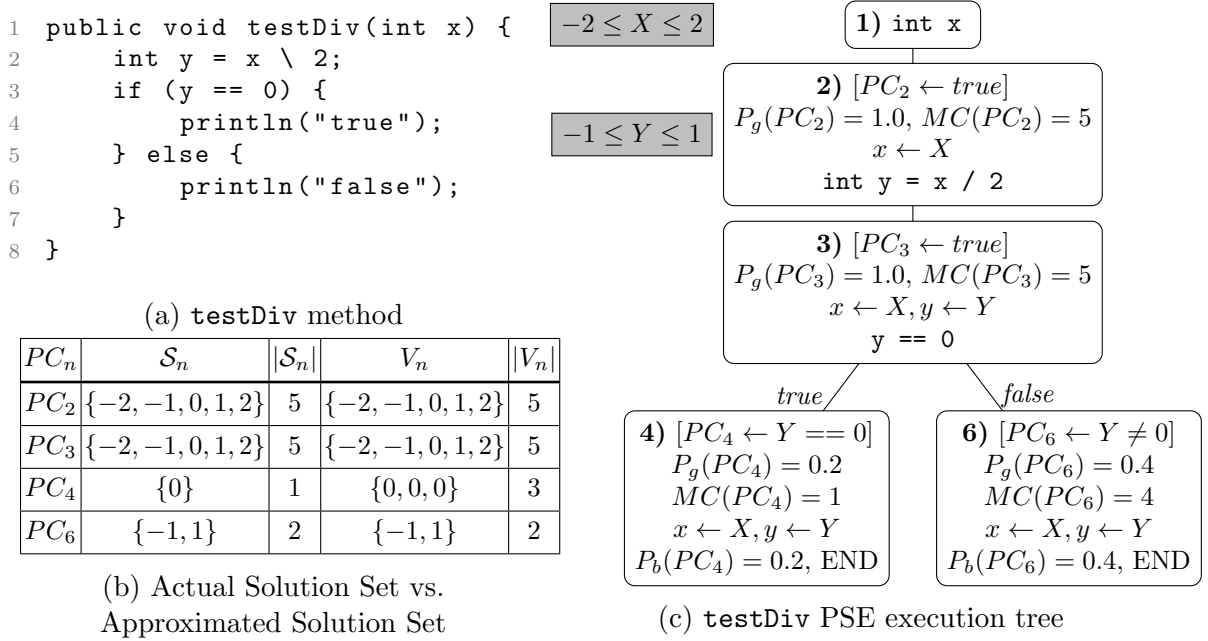 1 public void testDiv(int x) {
2 int y = x \ 2;
3 if (y == 0) {
4 println("true");
5 } else {
6 println("false");
7 }
8 }
(a) testDiv method
PCₙ 𝒮ₙ |𝒮ₙ| Vₙ |Vₙ|
PC₂ {−2, −1, 0, 1, 2} 5 {−2, −1, 0, 1, 2} 5
PC₃ {−2, −1, 0, 1, 2} 5 {−2, −1, 0, 1, 2} 5
PC₄ {0} 1 {0, 0, 0} 3
PC₆ {−1, 1} 2 {−1, 1} 2
(b) Actual Solution Set vs.
Approximated Solution Set
−2 ≤ X ≤ 2
−1 ≤ Y ≤ 1
1) int x
2) [PC₂ ← true]
P_g(PC₂) = 1.0, MC(PC₂) = 5
x ← X
int y = x / 2
3) [PC₃ ← true]
P_g(PC₃) = 1.0, MC(PC₃) = 5
x ← X, y ← Y
y == 0
true
false
4) [PC₄ ← Y == 0]
P_g(PC₄) = 0.2
MC(PC₄) = 1
x ← X, y ← Y
P_b(PC₄) = 0.2, END
6) [PC₆ ← Y ≠ 0]
P_g(PC₆) = 0.4
MC(PC₆) = 4
x ← X, y ← Y
P_b(PC₆) = 0.4, END
(c) testDiv PSE execution tree